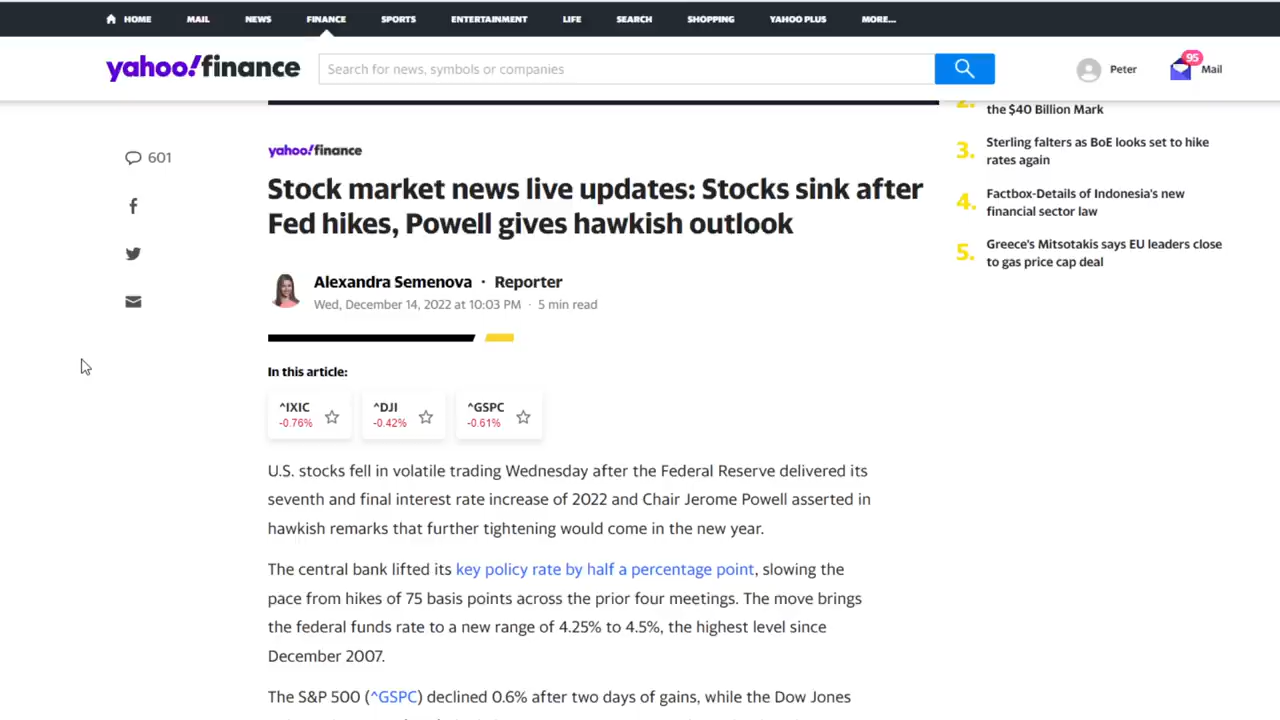 HOME MAIL NEWS FINANCE SPORTS ENTERTAINMENT LIFE SEARCH SHOPPING YAHOO PLUS MORE...
yahoo!finance
Search for news, symbols or companies
Peter
95
Mail
601
yahoo!finance
Stock market news live updates: Stocks sink after
Fed hikes, Powell gives hawkish outlook
Alexandra Semenova · Reporter
Wed, December 14, 2022 at 10:03 PM · 5 min read
In this article:
^IXIC
-0.76%
^DJI
-0.42%
^GSPC
-0.61%
U.S. stocks fell in volatile trading Wednesday after the Federal Reserve delivered its
seventh and final interest rate increase of 2022 and Chair Jerome Powell asserted in
hawkish remarks that further tightening would come in the new year.
The central bank lifted its key policy rate by half a percentage point, slowing the
pace from hikes of 75 basis points across the prior four meetings. The move brings
the federal funds rate to a new range of 4.25% to 4.5%, the highest level since
December 2007.
The S&P 500 (^GSPC) declined 0.6% after two days of gains, while the Dow Jones
2.
the $40 Billion Mark
3.
Sterling falters as BoE looks set to hike
rates again
4.
Factbox-Details of Indonesia's new
financial sector law
5.
Greece's Mitsotakis says EU leaders close
to gas price cap deal